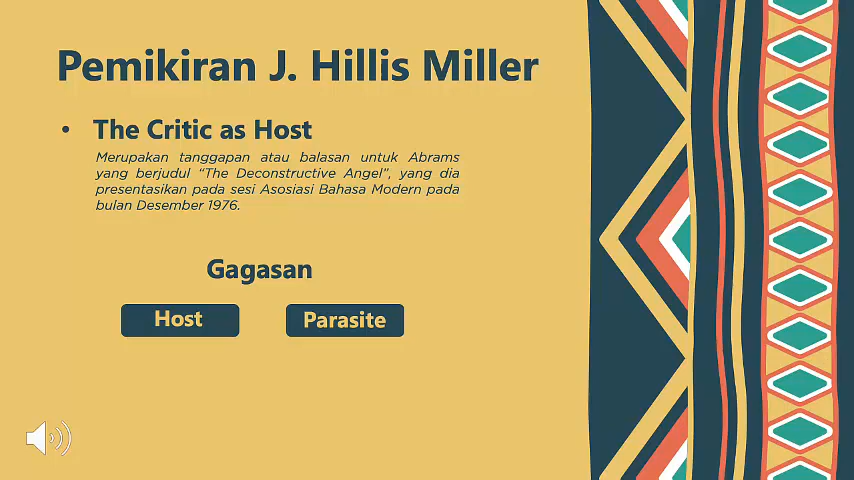 Pemikiran J. Hillis Miller
• The Critic as Host
Merupakan tanggapan atau balasan untuk Abrams
yang berjudul “The Deconstructive Angel”, yang dia
presentasikan pada sesi Asosiasi Bahasa Modern pada
bulan Desember 1976.
Gagasan
Host
Parasite